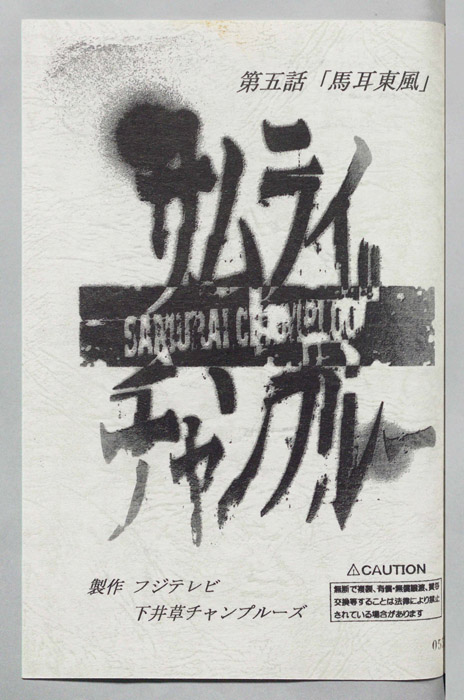 第五話「馬耳東風」
サムライ
SAMURAI CHAMPLOO
チャンプルー
製作 フジテレビ
下井草チャンプルーズ
⚠CAUTION
無断で複製、有償・無償譲渡、質
交換等することは法律により禁止
されている場合があります